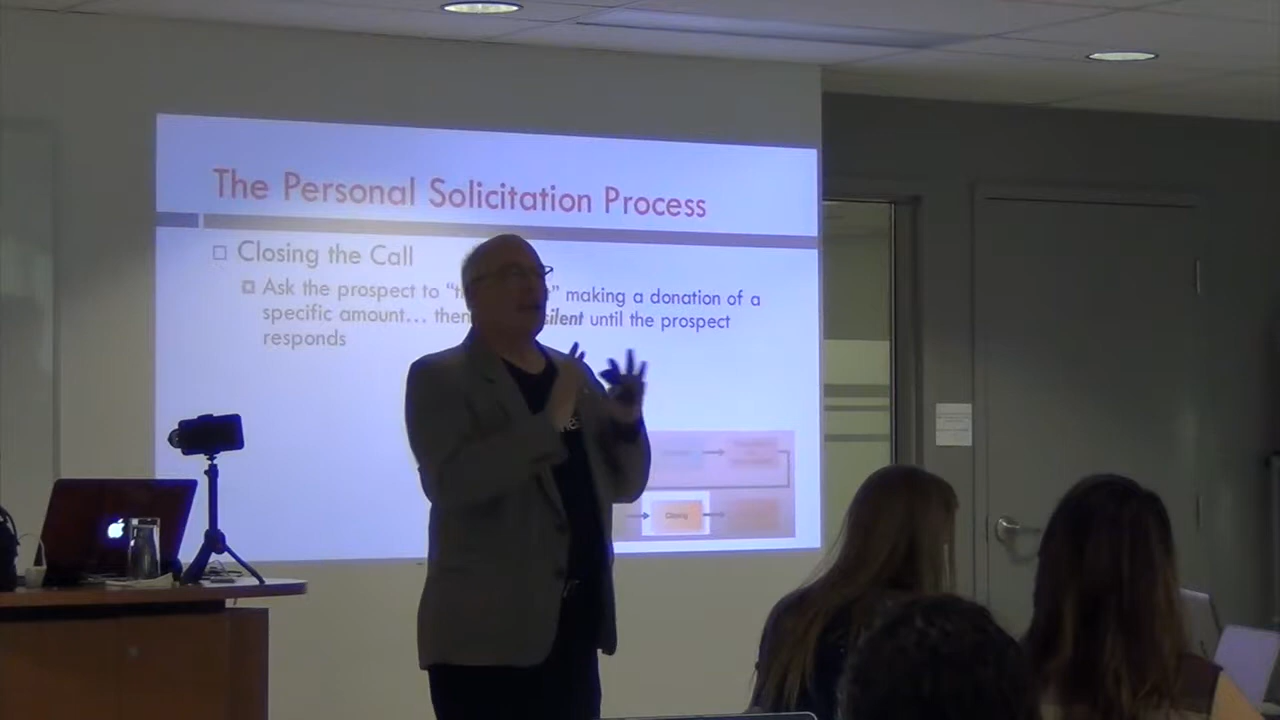 The Personal Solicitation Process
Closing the Call
Ask the prospect to " " making a donation of a
specific amount... then silent until the prospect
responds
Closing